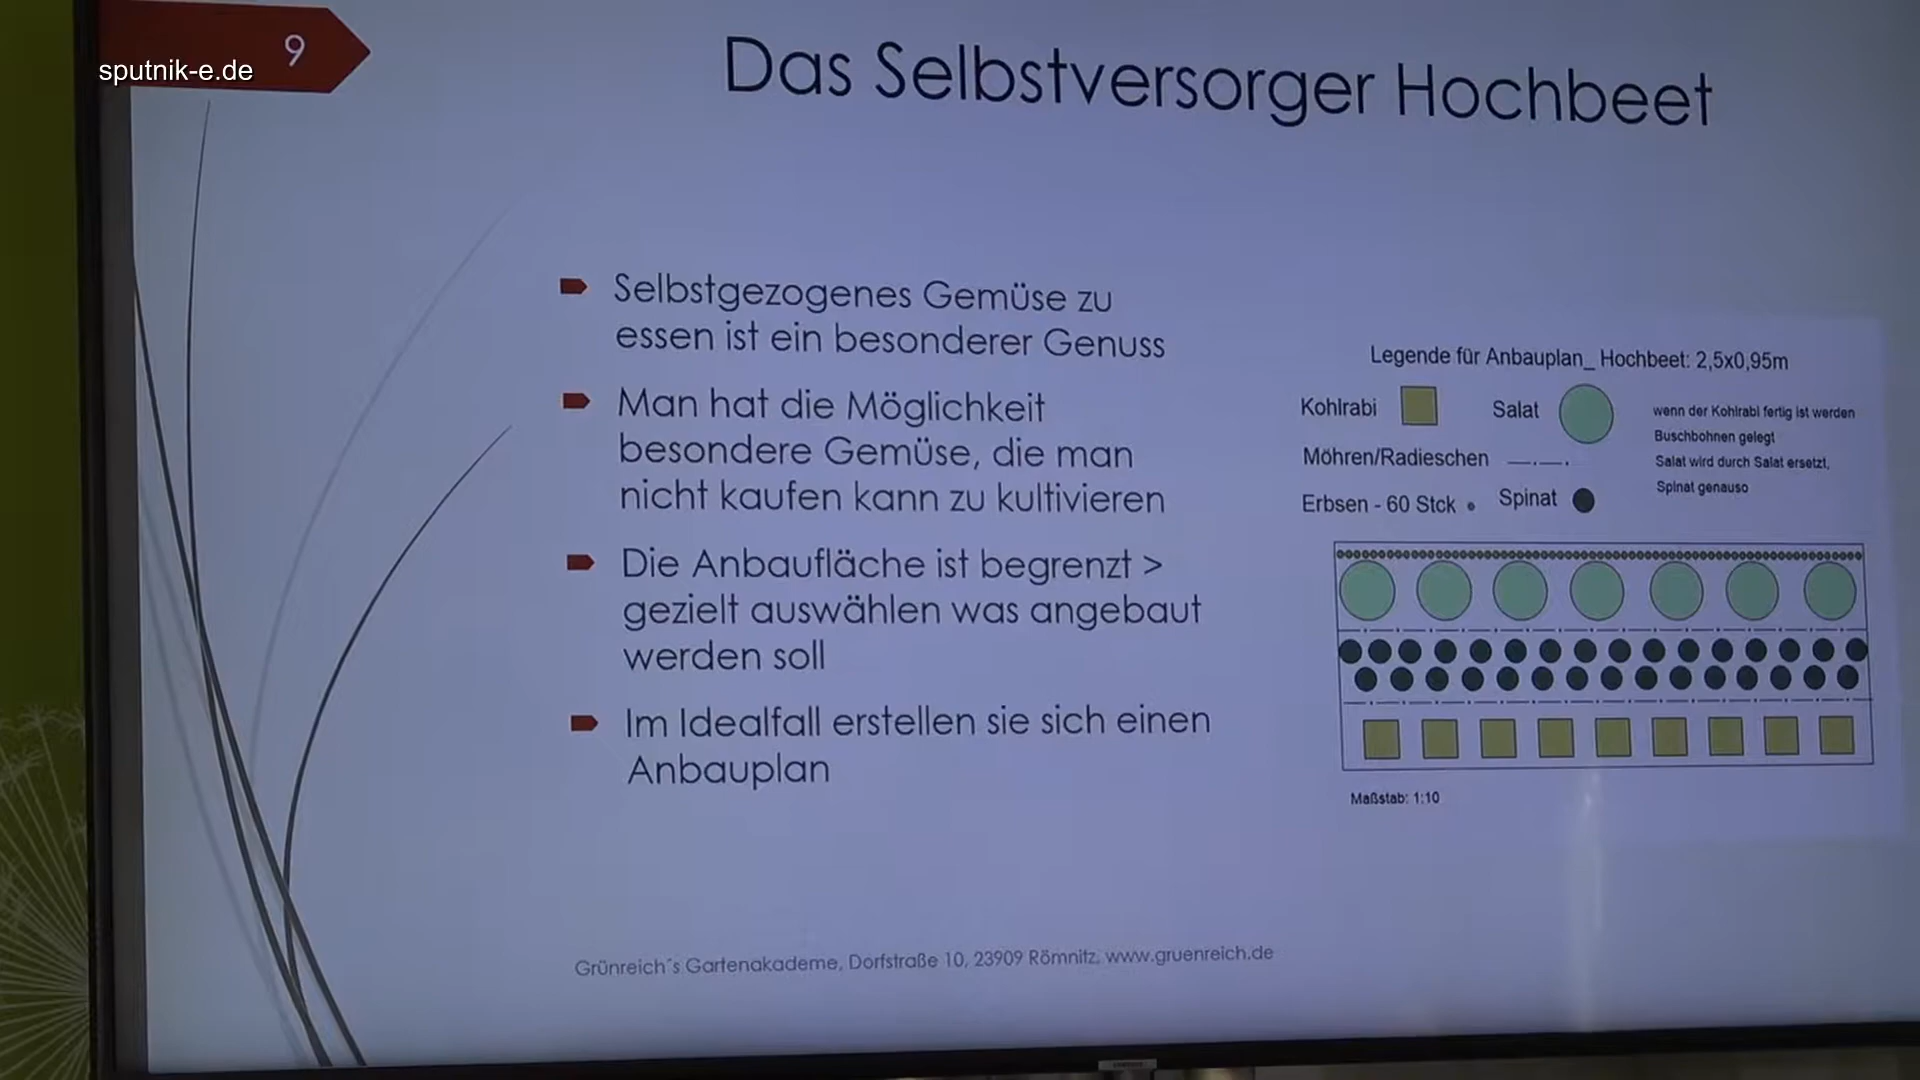 9
sputnik-e.de
Das Selbstversorger Hochbeet
Selbstgezogenes Gemüse zu
essen ist ein besonderer Genuss
Man hat die Möglichkeit
besondere Gemüse, die man
nicht kaufen kann zu kultivieren
Die Anbaufläche ist begrenzt >
gezielt auswählen was angebaut
werden soll
Im Idealfall erstellen sie sich einen
Anbauplan
Legende für Anbauplan_ Hochbeet: 2,5x0,95m
Kohlrabi
Salat
Möhren/Radieschen
Erbsen - 60 Stck
Spinat
wenn der Kohlrabi fertig ist werden
Buschbohnen gelegt
Salat wird durch Salat ersetzt,
Spinat genauso
Maßstab: 1:10
Grünreich´s Gartenakademe, Dorfstraße 10, 23909 Römnitz, www.gruenreich.de